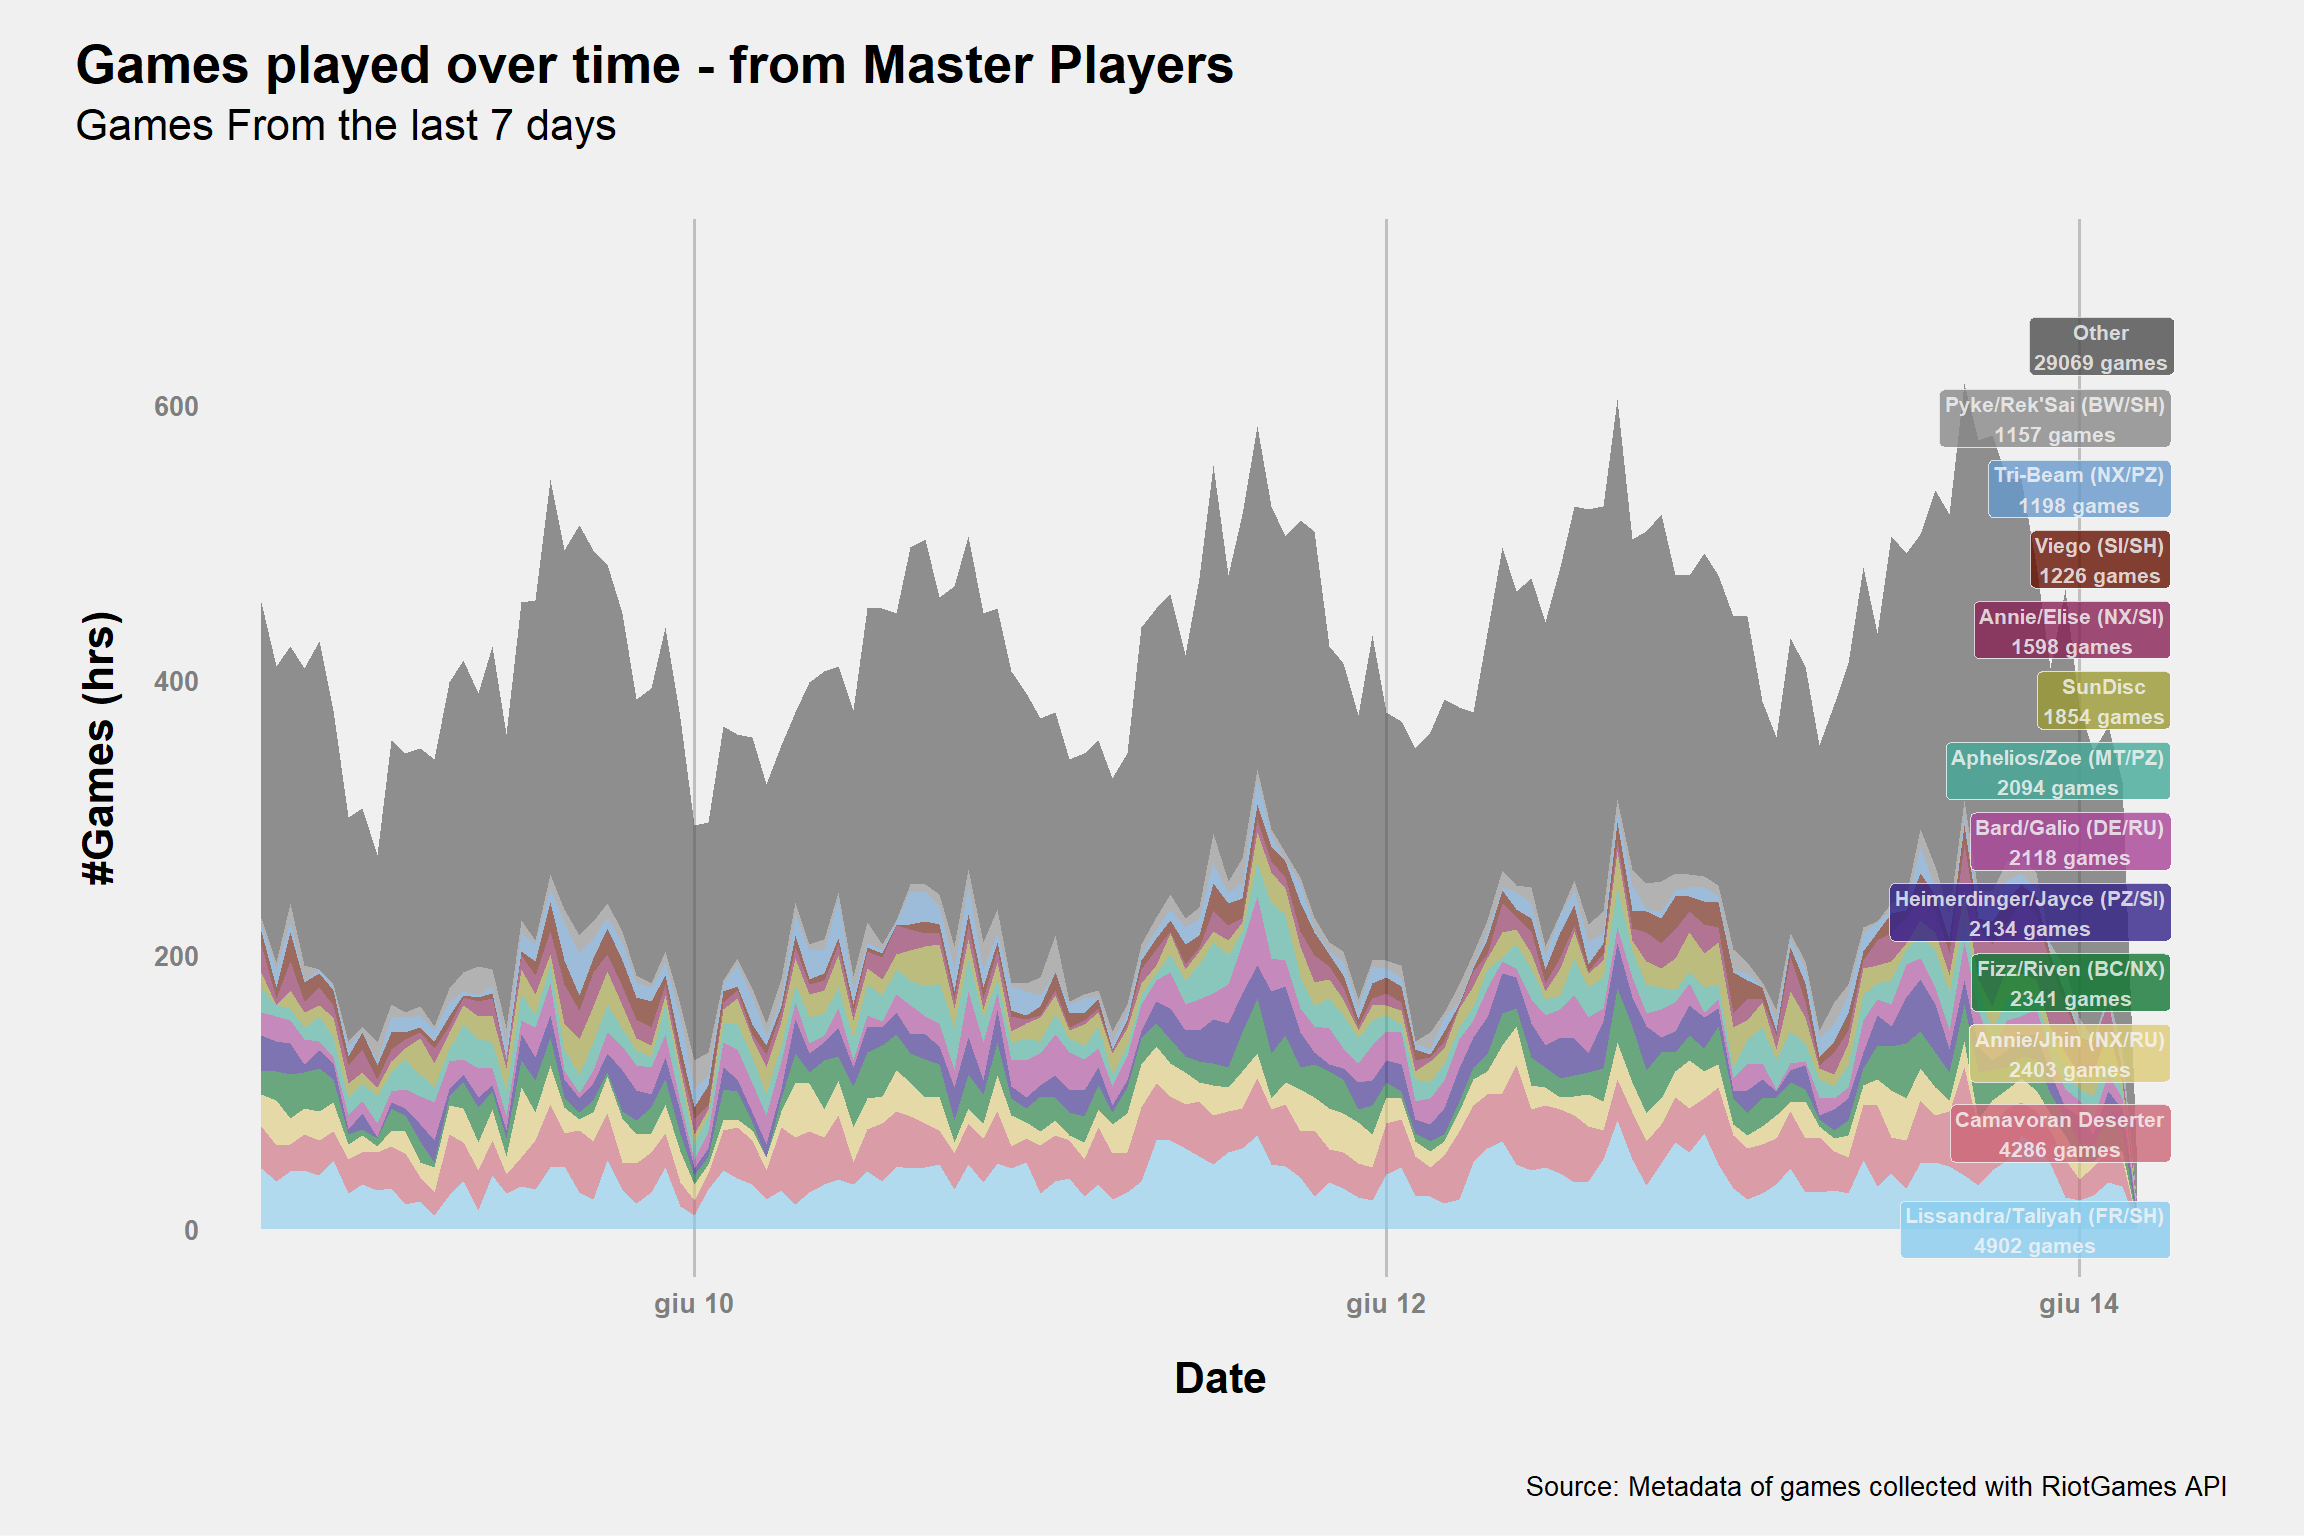 Games played over time - from Master Players
Games From the last 7 days
#Games (hrs)
600
400
200
0
Other
29069 games
Pyke/Rek'Sai (BW/SH)
1157 games
Tri-Beam (NX/PZ)
1198 games
Viego (SI/SH)
1226 games
Annie/Elise (NX/SI)
1598 games
SunDisc
1854 games
Aphelios/Zoe (MT/PZ)
2094 games
Bard/Galio (DE/RU)
2118 games
Heimerdinger/Jayce (PZ/SI)
2134 games
Fizz/Riven (BC/NX)
2341 games
Annie/Jhin (NX/RU)
2403 games
Camavoran Deserter
4286 games
Lissandra/Taliyah (FR/SH)
4902 games
giu 10
giu 12
giu 14
Date
Source: Metadata of games collected with RiotGames API